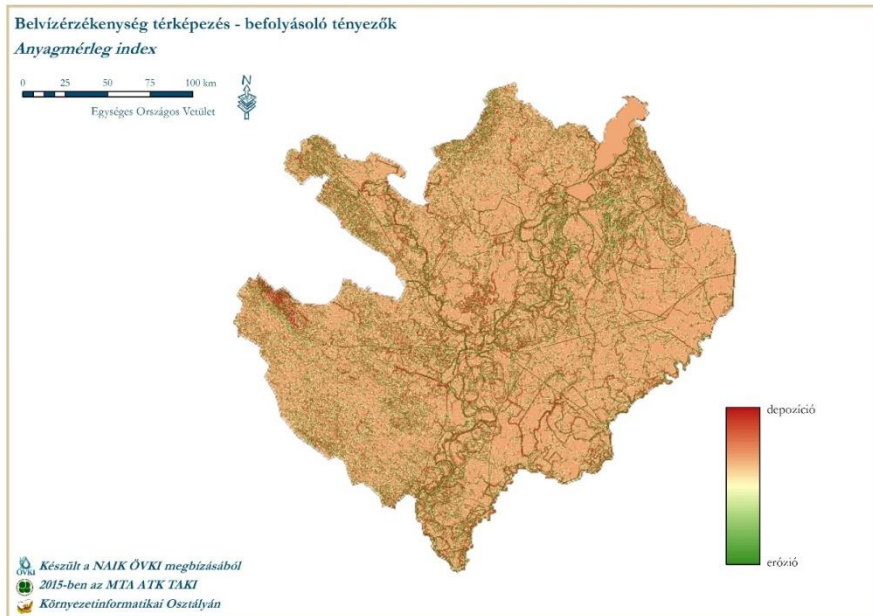 Belvízérzékenység térképezés - befolyásoló tényezők
Anyagmérleg index
0 25 50 75 100 km
N
Egységes Országos Vetület
depozíció
erózió
ÖVKI
Készült a NAIK ÖVKI megbízásából
2015-ben az MTA ATK TAKI
Környezetinformatikai Osztályán